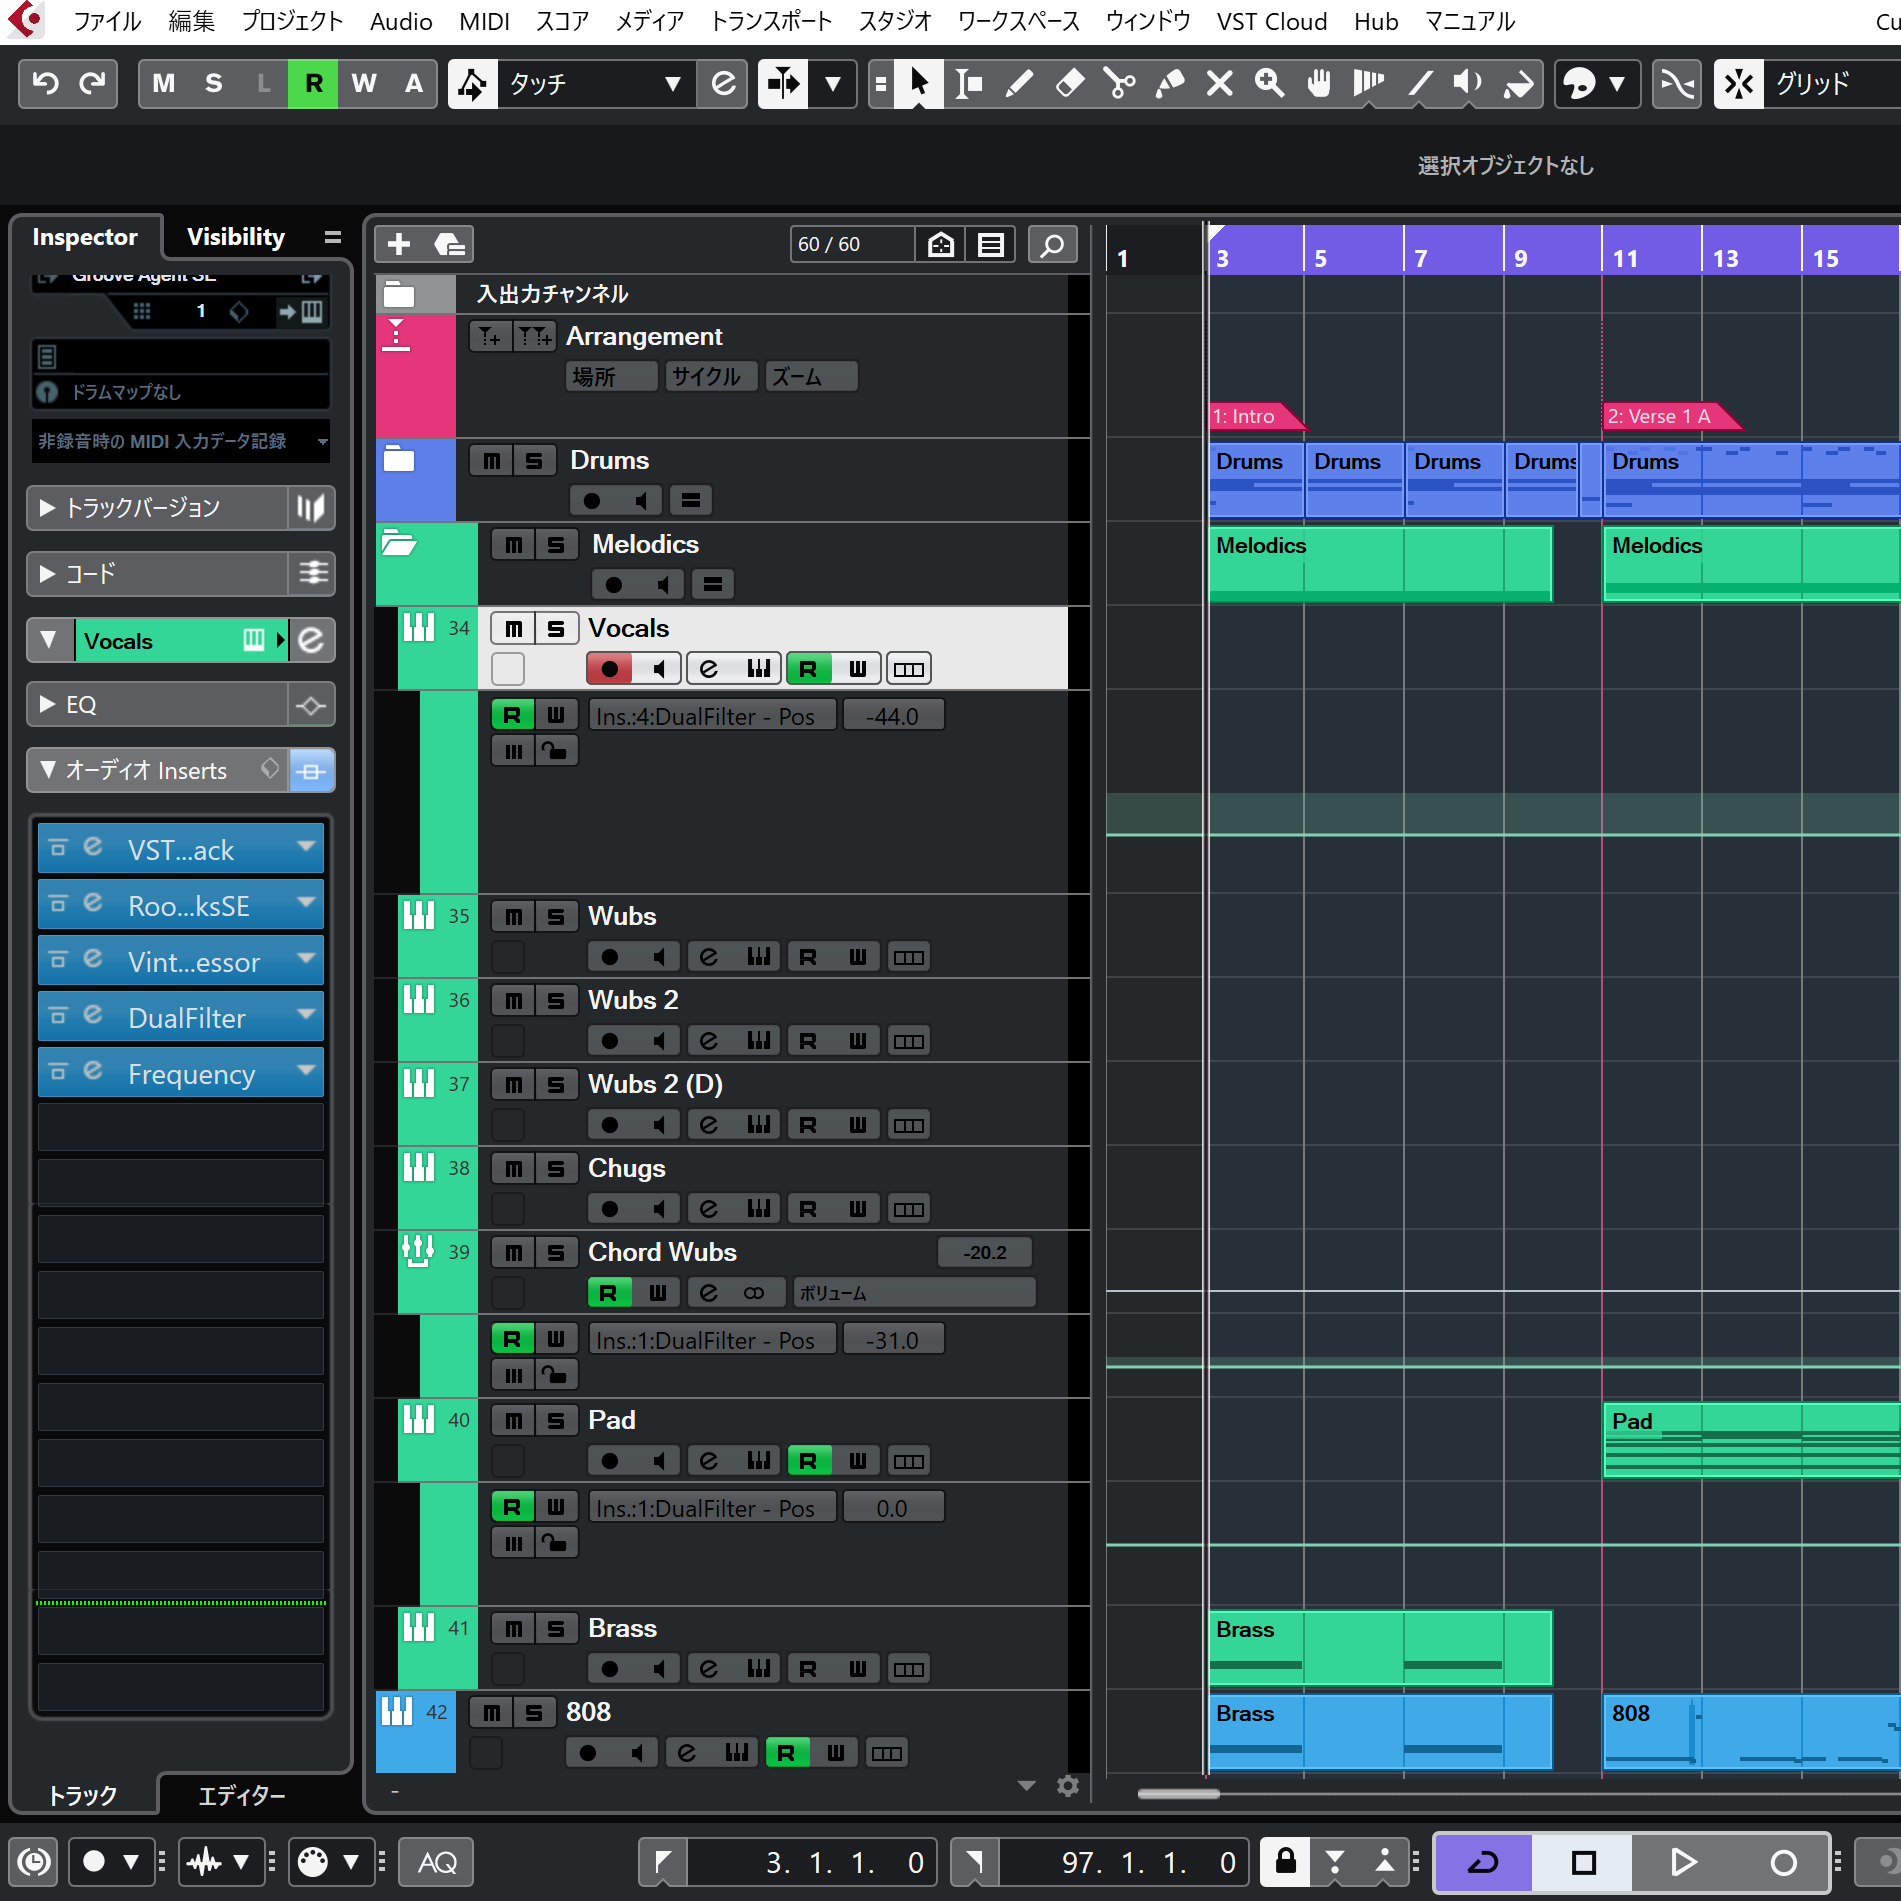 ファイル 編集 プロジェクト Audio MIDI スコア メディア トランスポート スタジオ ワークスペース ウィンドウ VST Cloud Hub マニュアル Cu
M S L R W A タッチ グリッド
選択オブジェクトなし
Inspector Visibility
60 / 60
1 3 5 7 9 11 13 15
Groove Agent SE
1
ドラムマップなし
非録音時の MIDI 入力データ記録
トラックバージョン
コード
Vocals
EQ
オーディオ Inserts
VST...ack
Roo...ksSE
Vint...essor
DualFilter
Frequency
トラック エディター
入出力チャンネル
Arrangement
場所 サイクル ズーム
1: Intro 2: Verse 1 A
m S Drums
Drums Drums Drums Drums Drums
m S Melodics
Melodics Melodics
34 m S Vocals
e R W
R W Ins.:4:DualFilter - Pos -44.0
35 m S Wubs
e R W
36 m S Wubs 2
e R W
37 m S Wubs 2 (D)
e R W
38 m S Chugs
e R W
39 m S Chord Wubs -20.2
R W e ボリューム
R W Ins.:1:DualFilter - Pos -31.0
40 m S Pad
e R W
Pad
R W Ins.:1:DualFilter - Pos 0.0
41 m S Brass
e R W
Brass
42 m S 808
e R W
Brass 808
-
AQ 3. 1. 1. 0 97. 1. 1. 0